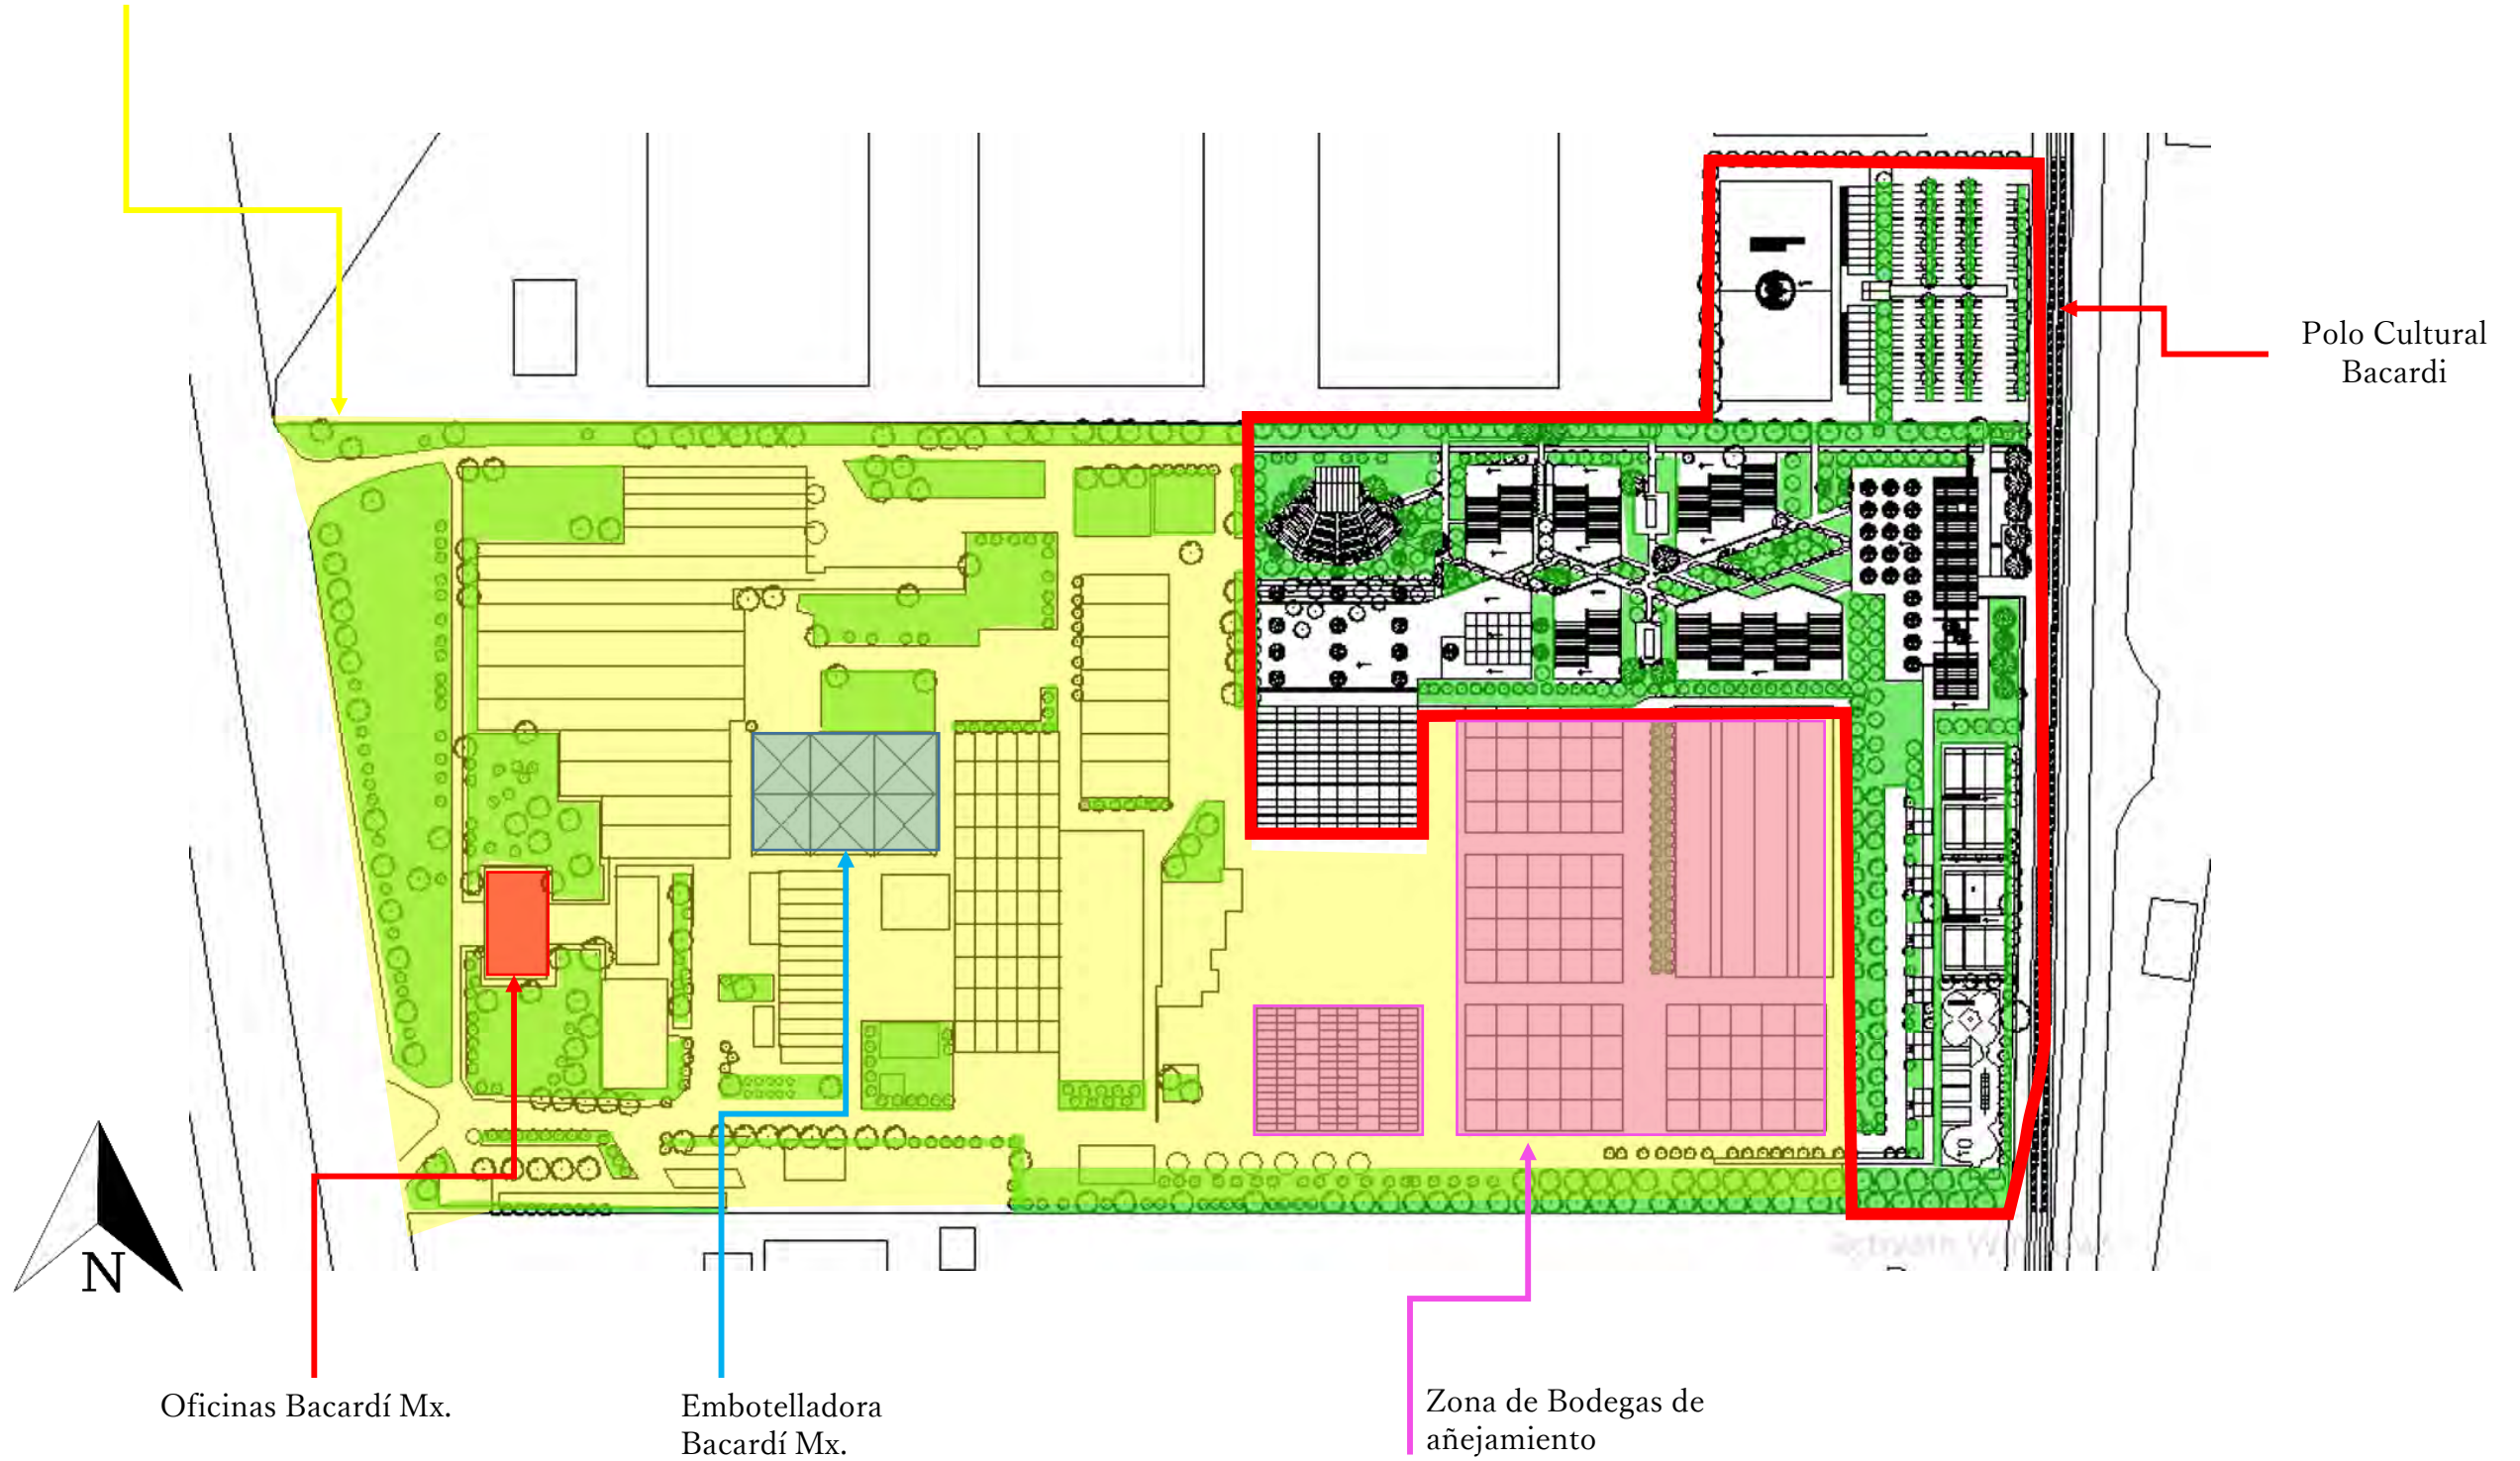 Polo Cultural
Bacardi
N
Oficinas Bacardí Mx.
Embotelladora
Bacardí Mx.
Zona de Bodegas de
añejamiento